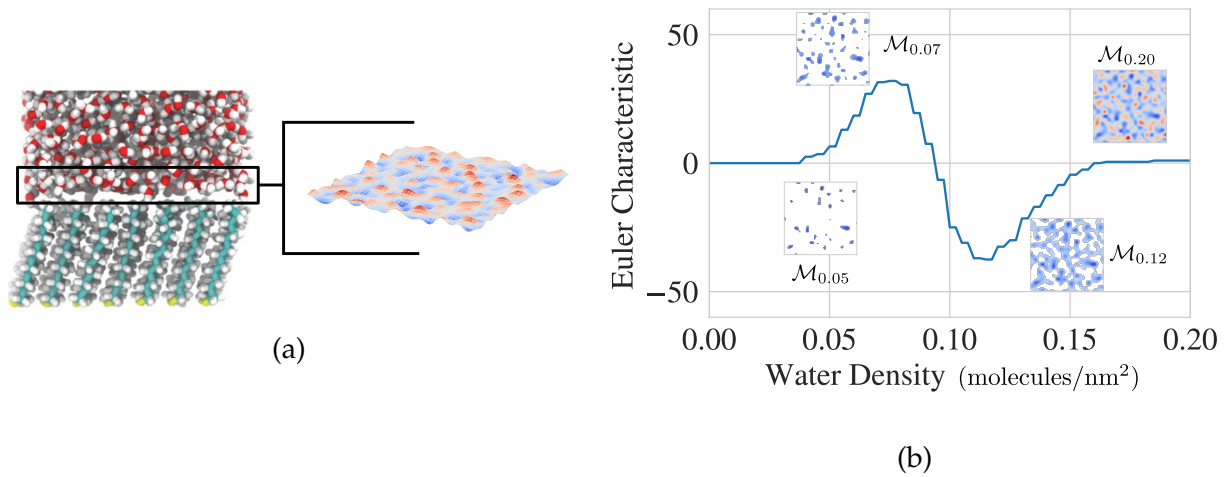 (a)
Euler Characteristic
50
0
−50
0.00 0.05 0.10 0.15 0.20
Water Density (molecules/nm²)
ℳ₀.₀₇
ℳ₀.₂₀
ℳ₀.₀₅
ℳ₀.₁₂
(b)